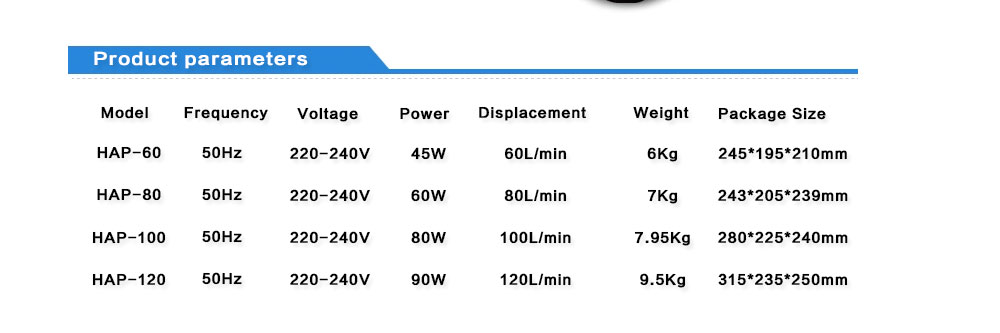 Product parameters
Model Frequency Voltage Power Displacement Weight Package Size
HAP-60 50Hz 220-240V 45W 60L/min 6Kg 245*195*210mm
HAP-80 50Hz 220-240V 60W 80L/min 7Kg 243*205*239mm
HAP-100 50Hz 220-240V 80W 100L/min 7.95Kg 280*225*240mm
HAP-120 50Hz 220-240V 90W 120L/min 9.5Kg 315*235*250mm